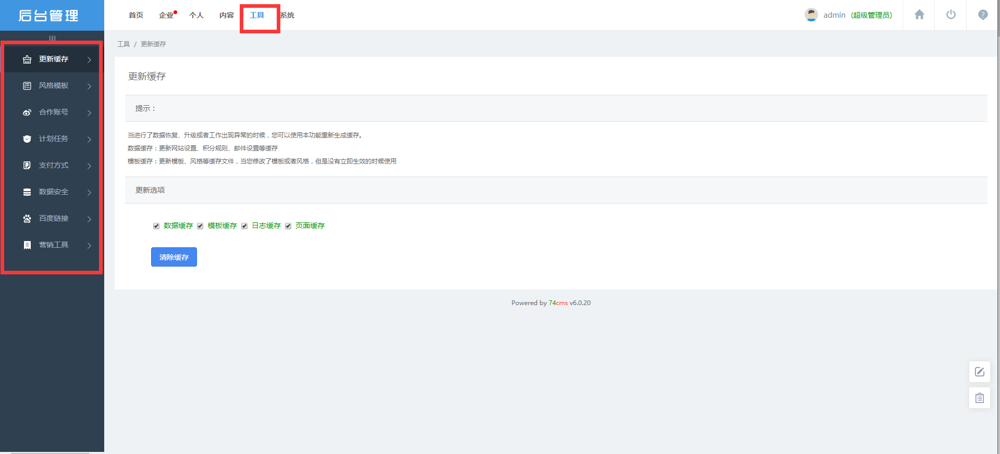 后台管理
首页 企业 个人 内容 工具 系统
admin (超级管理员)
更新缓存
风格模板
合作账号
计划任务
支付方式
数据安全
百度链接
营销工具
工具 / 更新缓存
更新缓存
提示：
当进行了数据恢复、升级或者工作出现异常的时候，您可以使用本功能重新生成缓存。
数据缓存：更新网站设置、积分规则、邮件设置等缓存
模板缓存：更新模板、风格等缓存文件，当您修改了模板或者风格，但是没有立即生效的时候使用
更新选项
数据缓存 模板缓存 日志缓存 页面缓存
清除缓存
Powered by 74cms v6.0.20